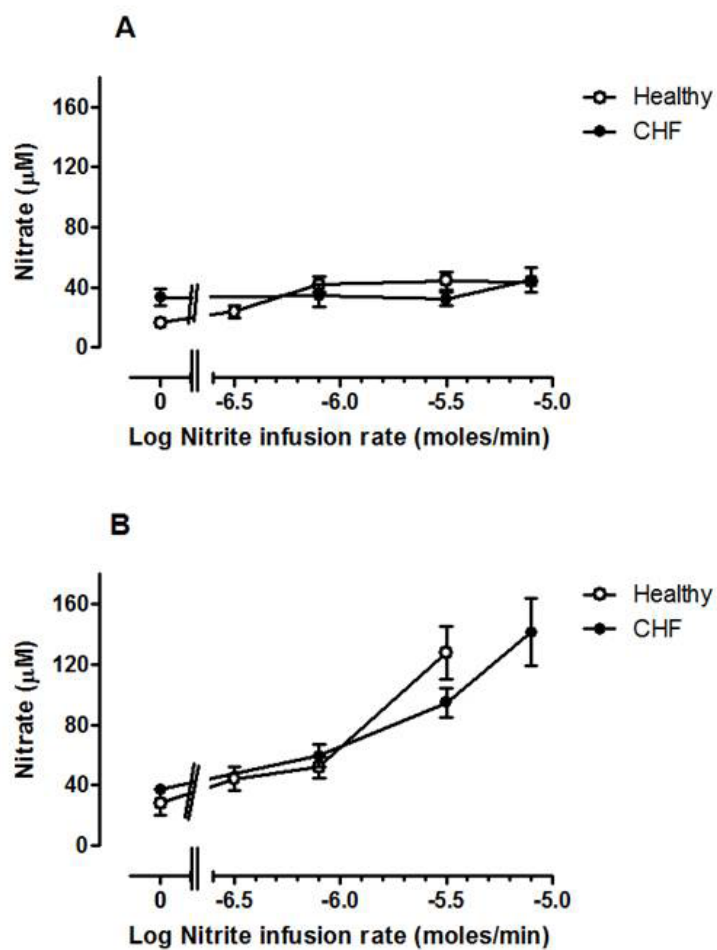 A
Healthy
CHF
Nitrate (μM)
160
120
80
40
0
0 -6.5 -6.0 -5.5 -5.0
Log Nitrite infusion rate (moles/min)
B
Healthy
CHF
Nitrate (μM)
160
120
80
40
0
0 -6.5 -6.0 -5.5 -5.0
Log Nitrite infusion rate (moles/min)